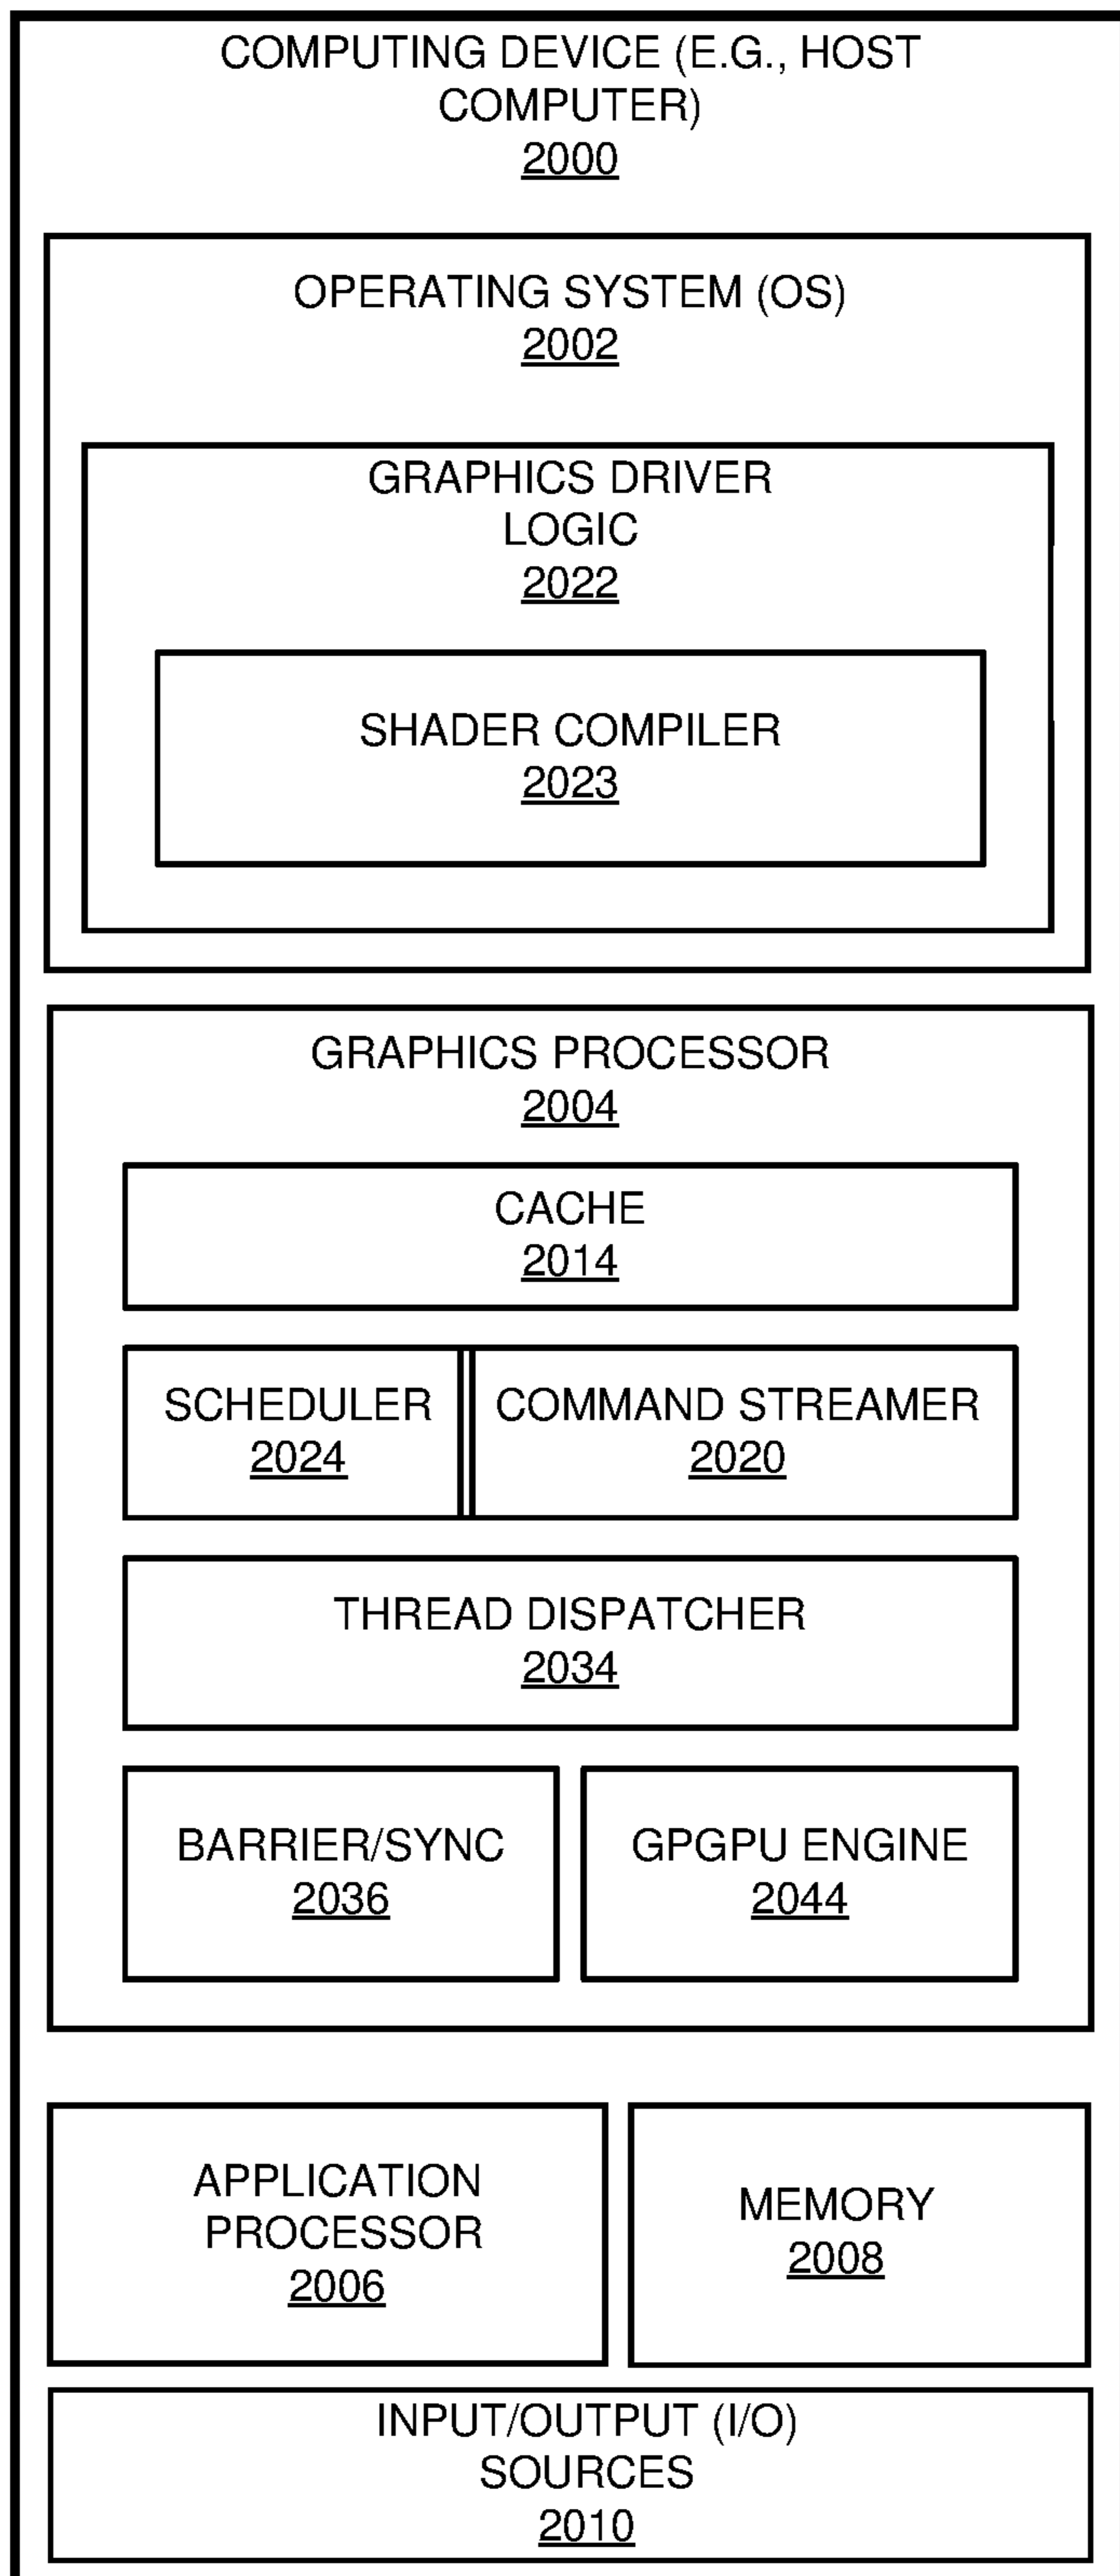 COMPUTING DEVICE (E.G., HOST
COMPUTER)
2000
OPERATING SYSTEM (OS)
2002
GRAPHICS DRIVER
LOGIC
2022
SHADER COMPILER
2023
GRAPHICS PROCESSOR
2004
CACHE
2014
SCHEDULER
2024
COMMAND STREAMER
2020
THREAD DISPATCHER
2034
BARRIER/SYNC
2036
GPGPU ENGINE
2044
APPLICATION
PROCESSOR
2006
MEMORY
2008
INPUT/OUTPUT (I/O)
SOURCES
2010